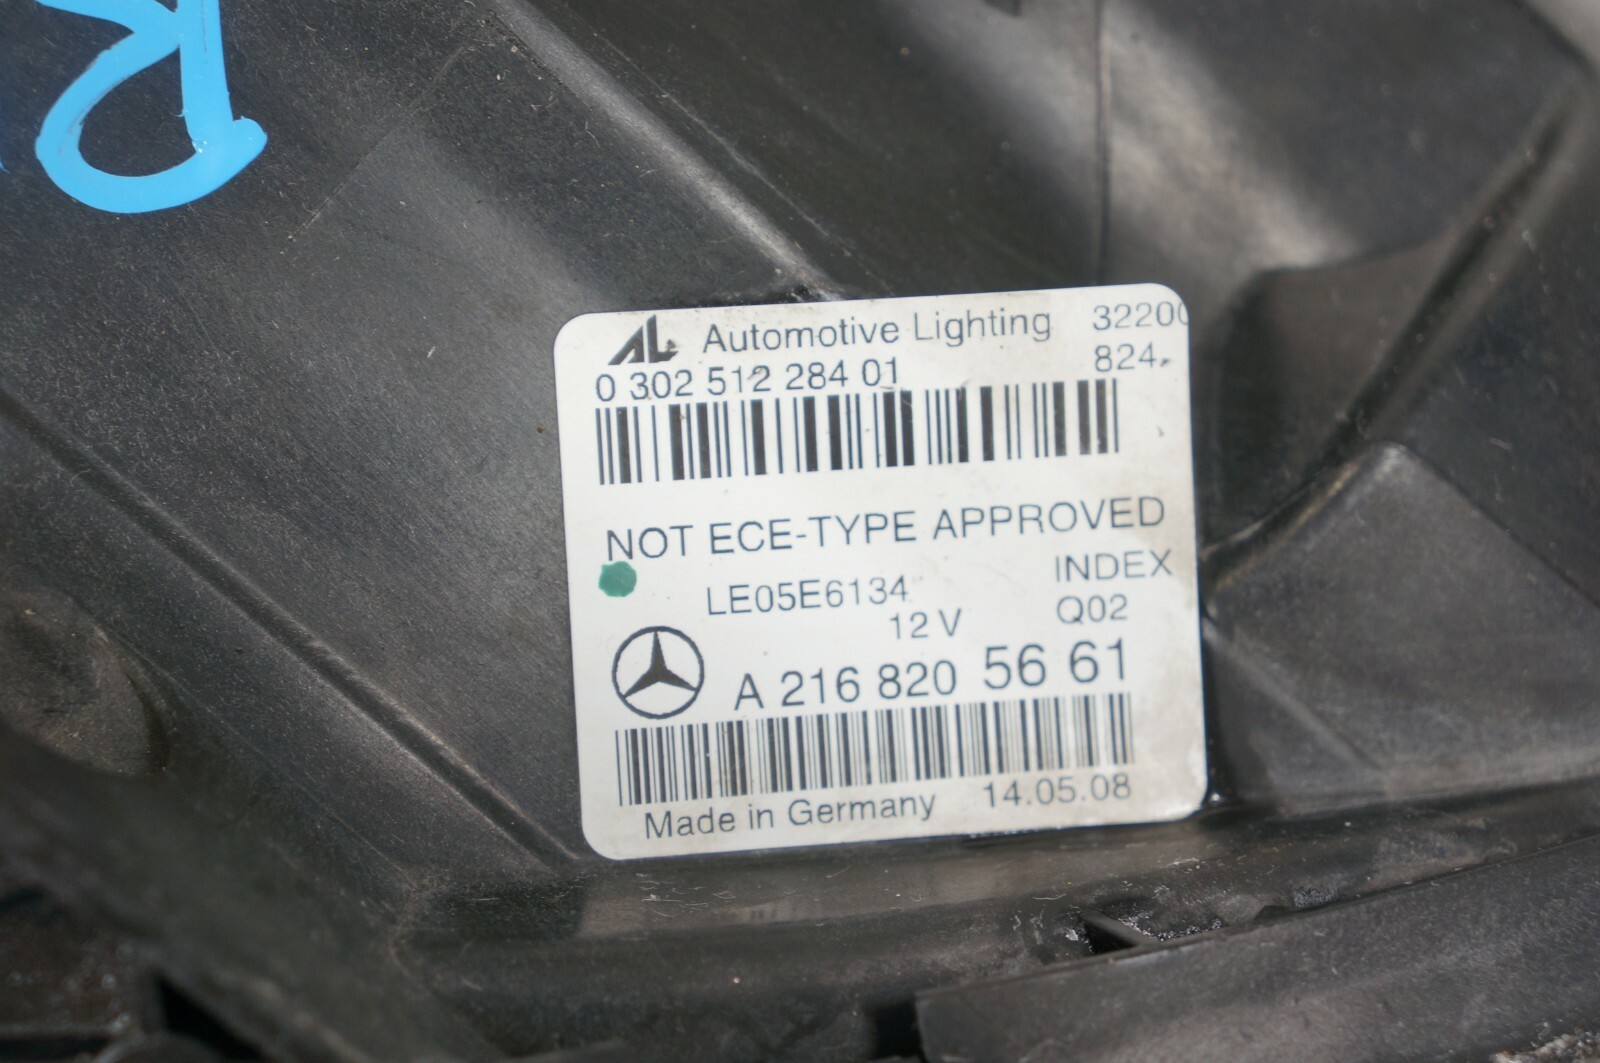 R
AL Automotive Lighting 32200
0 302 512 284 01 824
NOT ECE-TYPE APPROVED
LE05E6134 INDEX
12 V Q02
A 216 820 56 61
Made in Germany 14.05.08